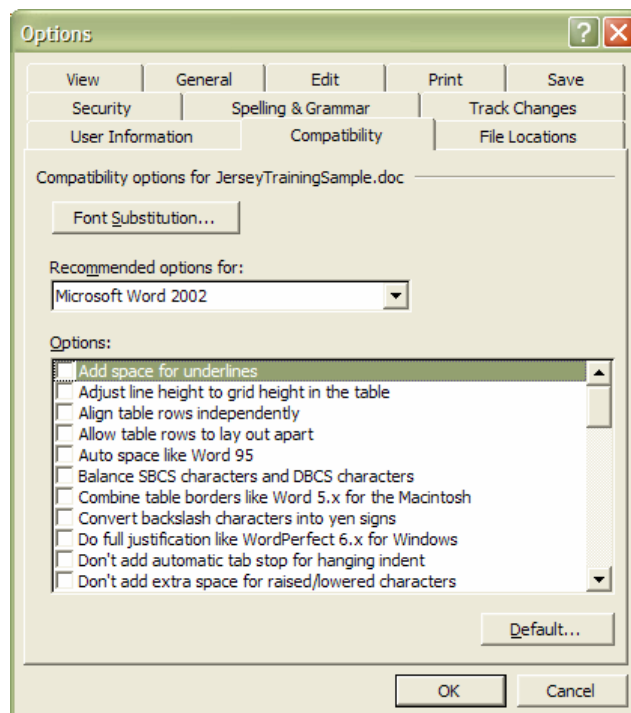 Options
View General Edit Print Save
Security Spelling & Grammar Track Changes
User Information Compatibility File Locations
Compatibility options for JerseyTrainingSample.doc
Font Substitution...
Recommended options for:
Microsoft Word 2002
Options:
Add space for underlines
Adjust line height to grid height in the table
Align table rows independently
Allow table rows to lay out apart
Auto space like Word 95
Balance SBCS characters and DBCS characters
Combine table borders like Word 5.x for the Macintosh
Convert backslash characters into yen signs
Do full justification like WordPerfect 6.x for Windows
Don't add automatic tab stop for hanging indent
Don't add extra space for raised/lowered characters
Default...
OK Cancel